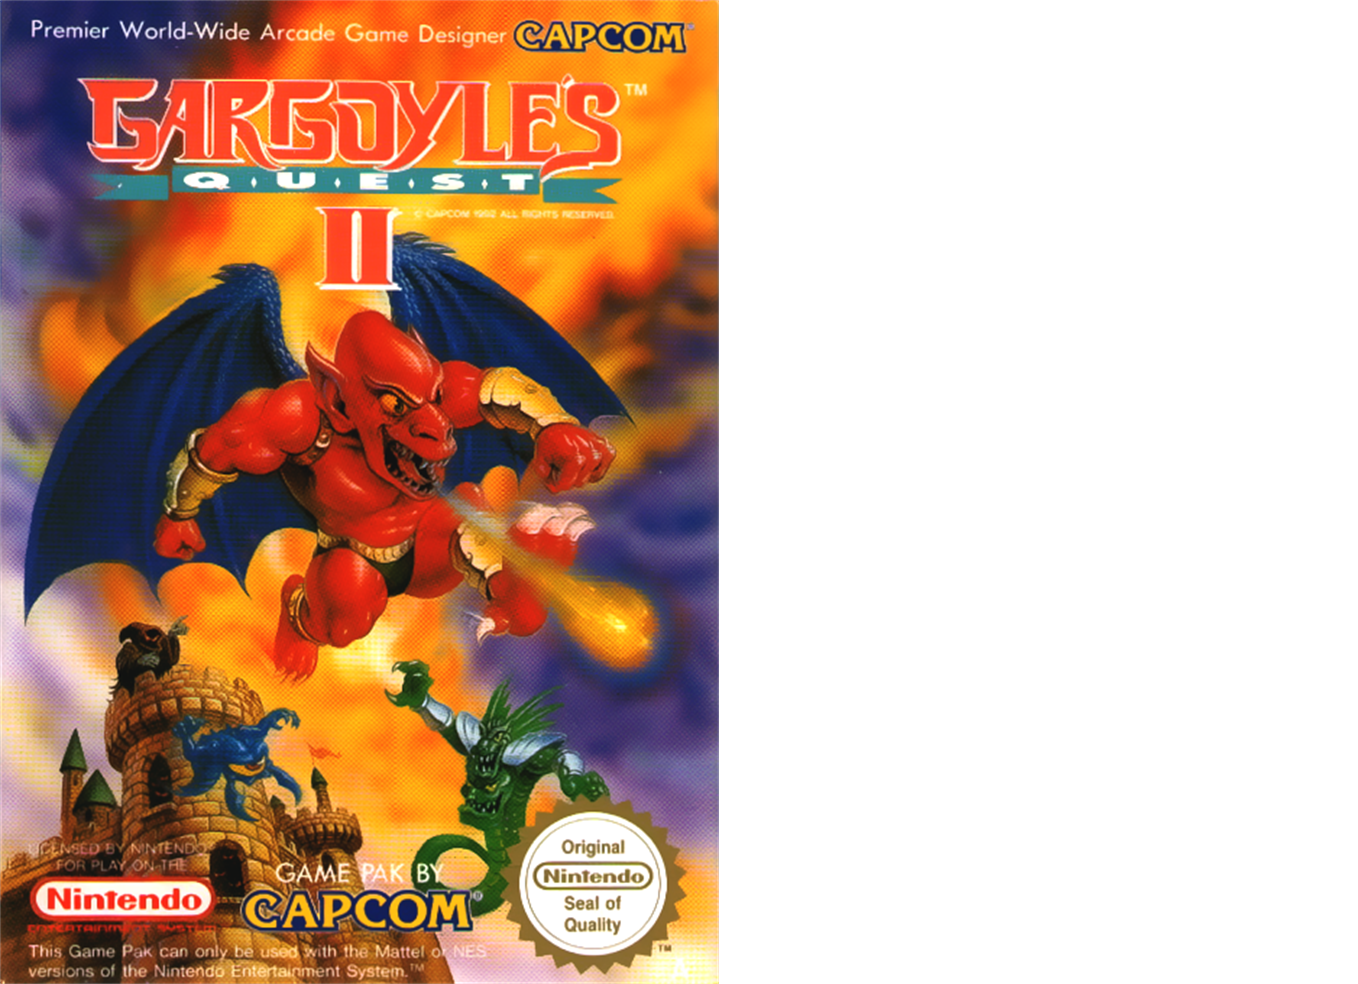 Premier World-Wide Arcade Game Designer CAPCOM
GARGOYLE'S™
QUEST
II
© CAPCOM 1992 ALL RIGHTS RESERVED.
LICENSED BY NINTENDO
FOR PLAY ON THE
Nintendo
ENTERTAINMENT SYSTEM
GAME PAK BY
CAPCOM
Original
Nintendo
Seal of
Quality
™
This Game Pak can only be used with the Mattel or NES
versions of the Nintendo Entertainment System.™
A